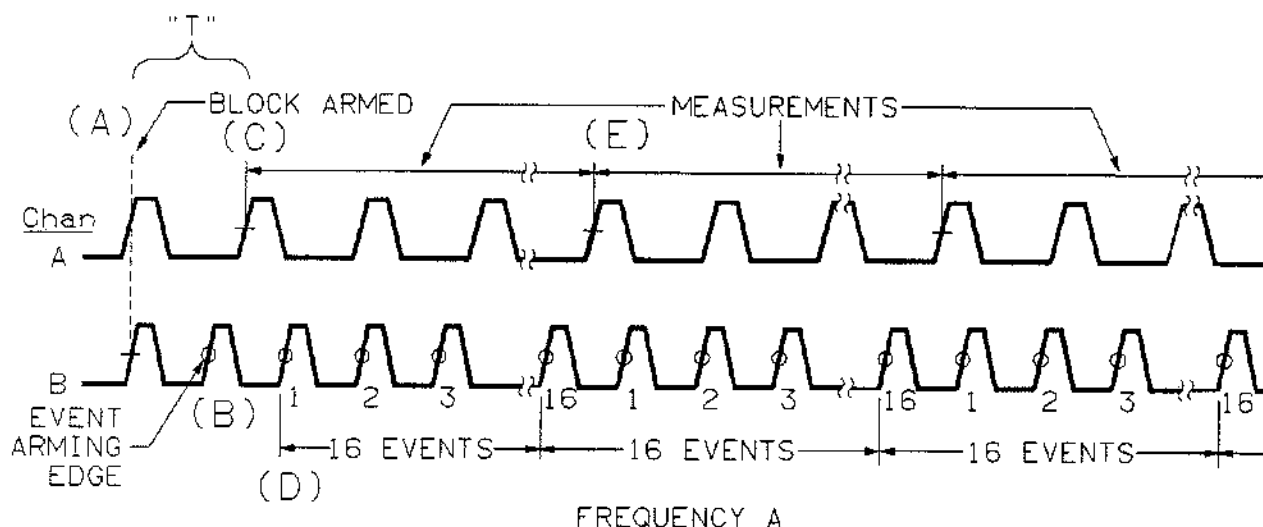 "T"
(A)
BLOCK ARMED
(C)
(E)
MEASUREMENTS
Chan
A
B
1 2 3 16 1 2 3 16 1 2 3 16
EVENT
ARMING
EDGE
(B)
16 EVENTS 16 EVENTS 16 EVENTS
(D)
FREQUENCY A